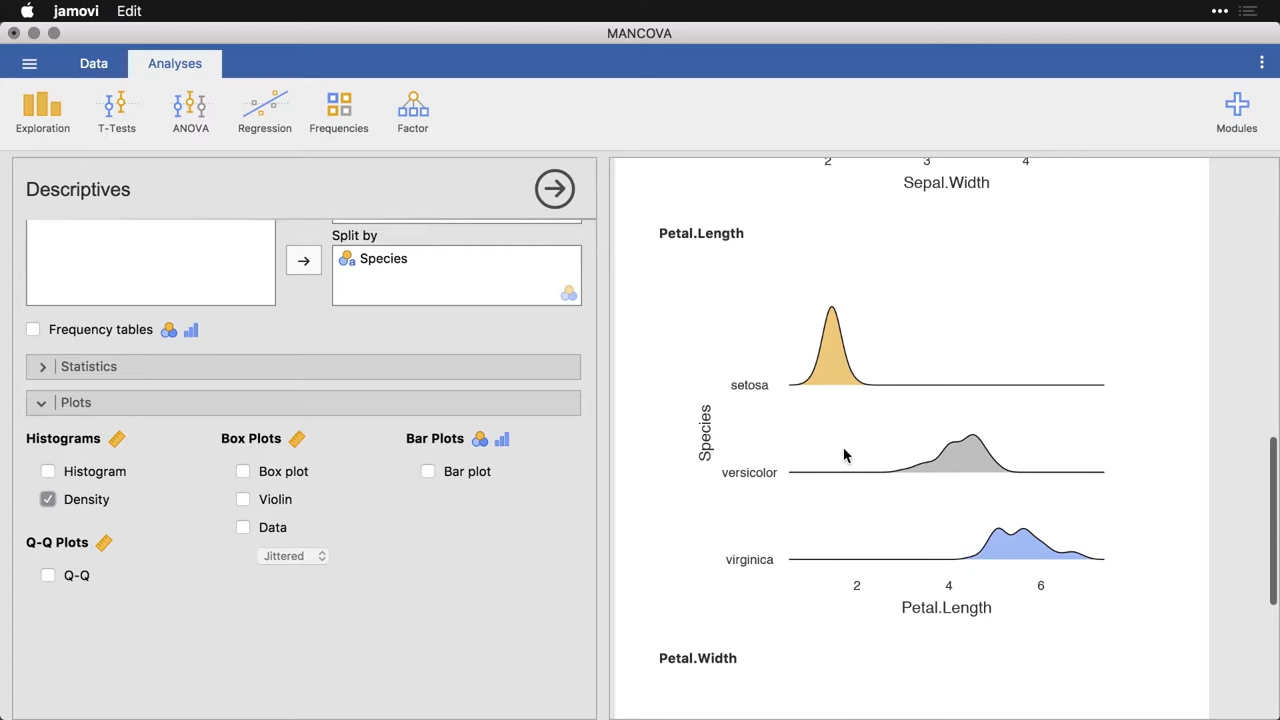 jamovi Edit
MANCOVA
Data Analyses
Exploration T-Tests ANOVA Regression Frequencies Factor Modules
Descriptives
Split by
Species
Frequency tables
Statistics
Plots
Histograms Box Plots Bar Plots
Histogram Box plot Bar plot
Density Violin
Data
Q-Q Plots
Jittered
Q-Q
2 3 4
Sepal.Width
Petal.Length
setosa
Species
versicolor
virginica
2 4 6
Petal.Length
Petal.Width